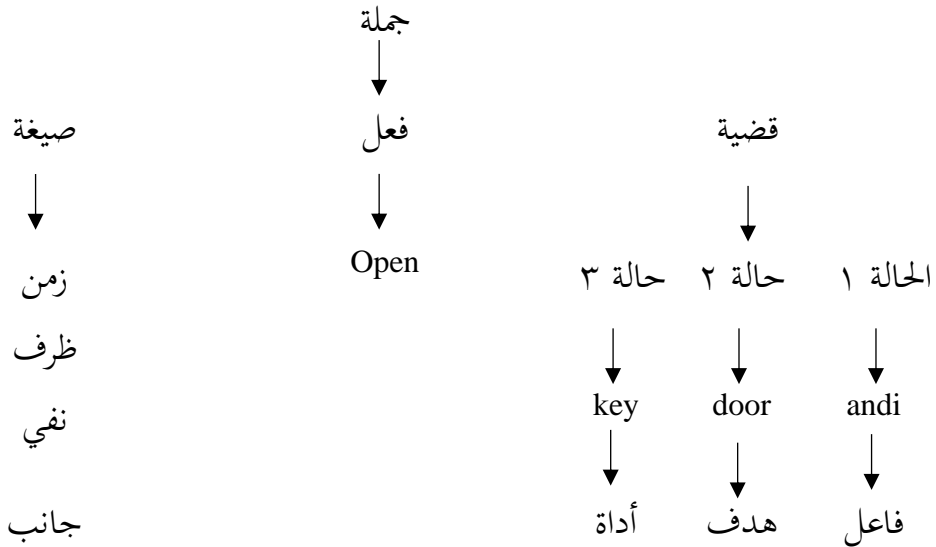 جملة
قضية فعل صيغة
الحالة ١ حالة ٢ حالة ٣ Open زمن
ظرف
andi door key نفي
فاعل هدف أداة جانب